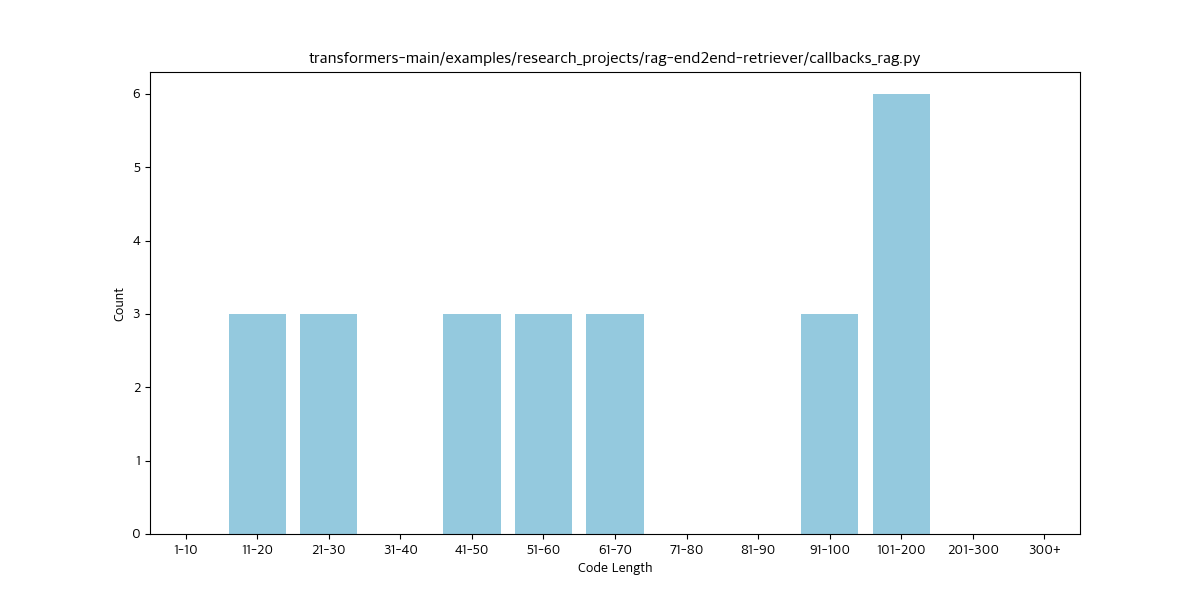 transformers-main/examples/research_projects/rag-end2end-retriever/callbacks_rag.py
6
5
4
3
2
1
0
Count
1-10 11-20 21-30 31-40 41-50 51-60 61-70 71-80 81-90 91-100 101-200 201-300 300+
Code Length